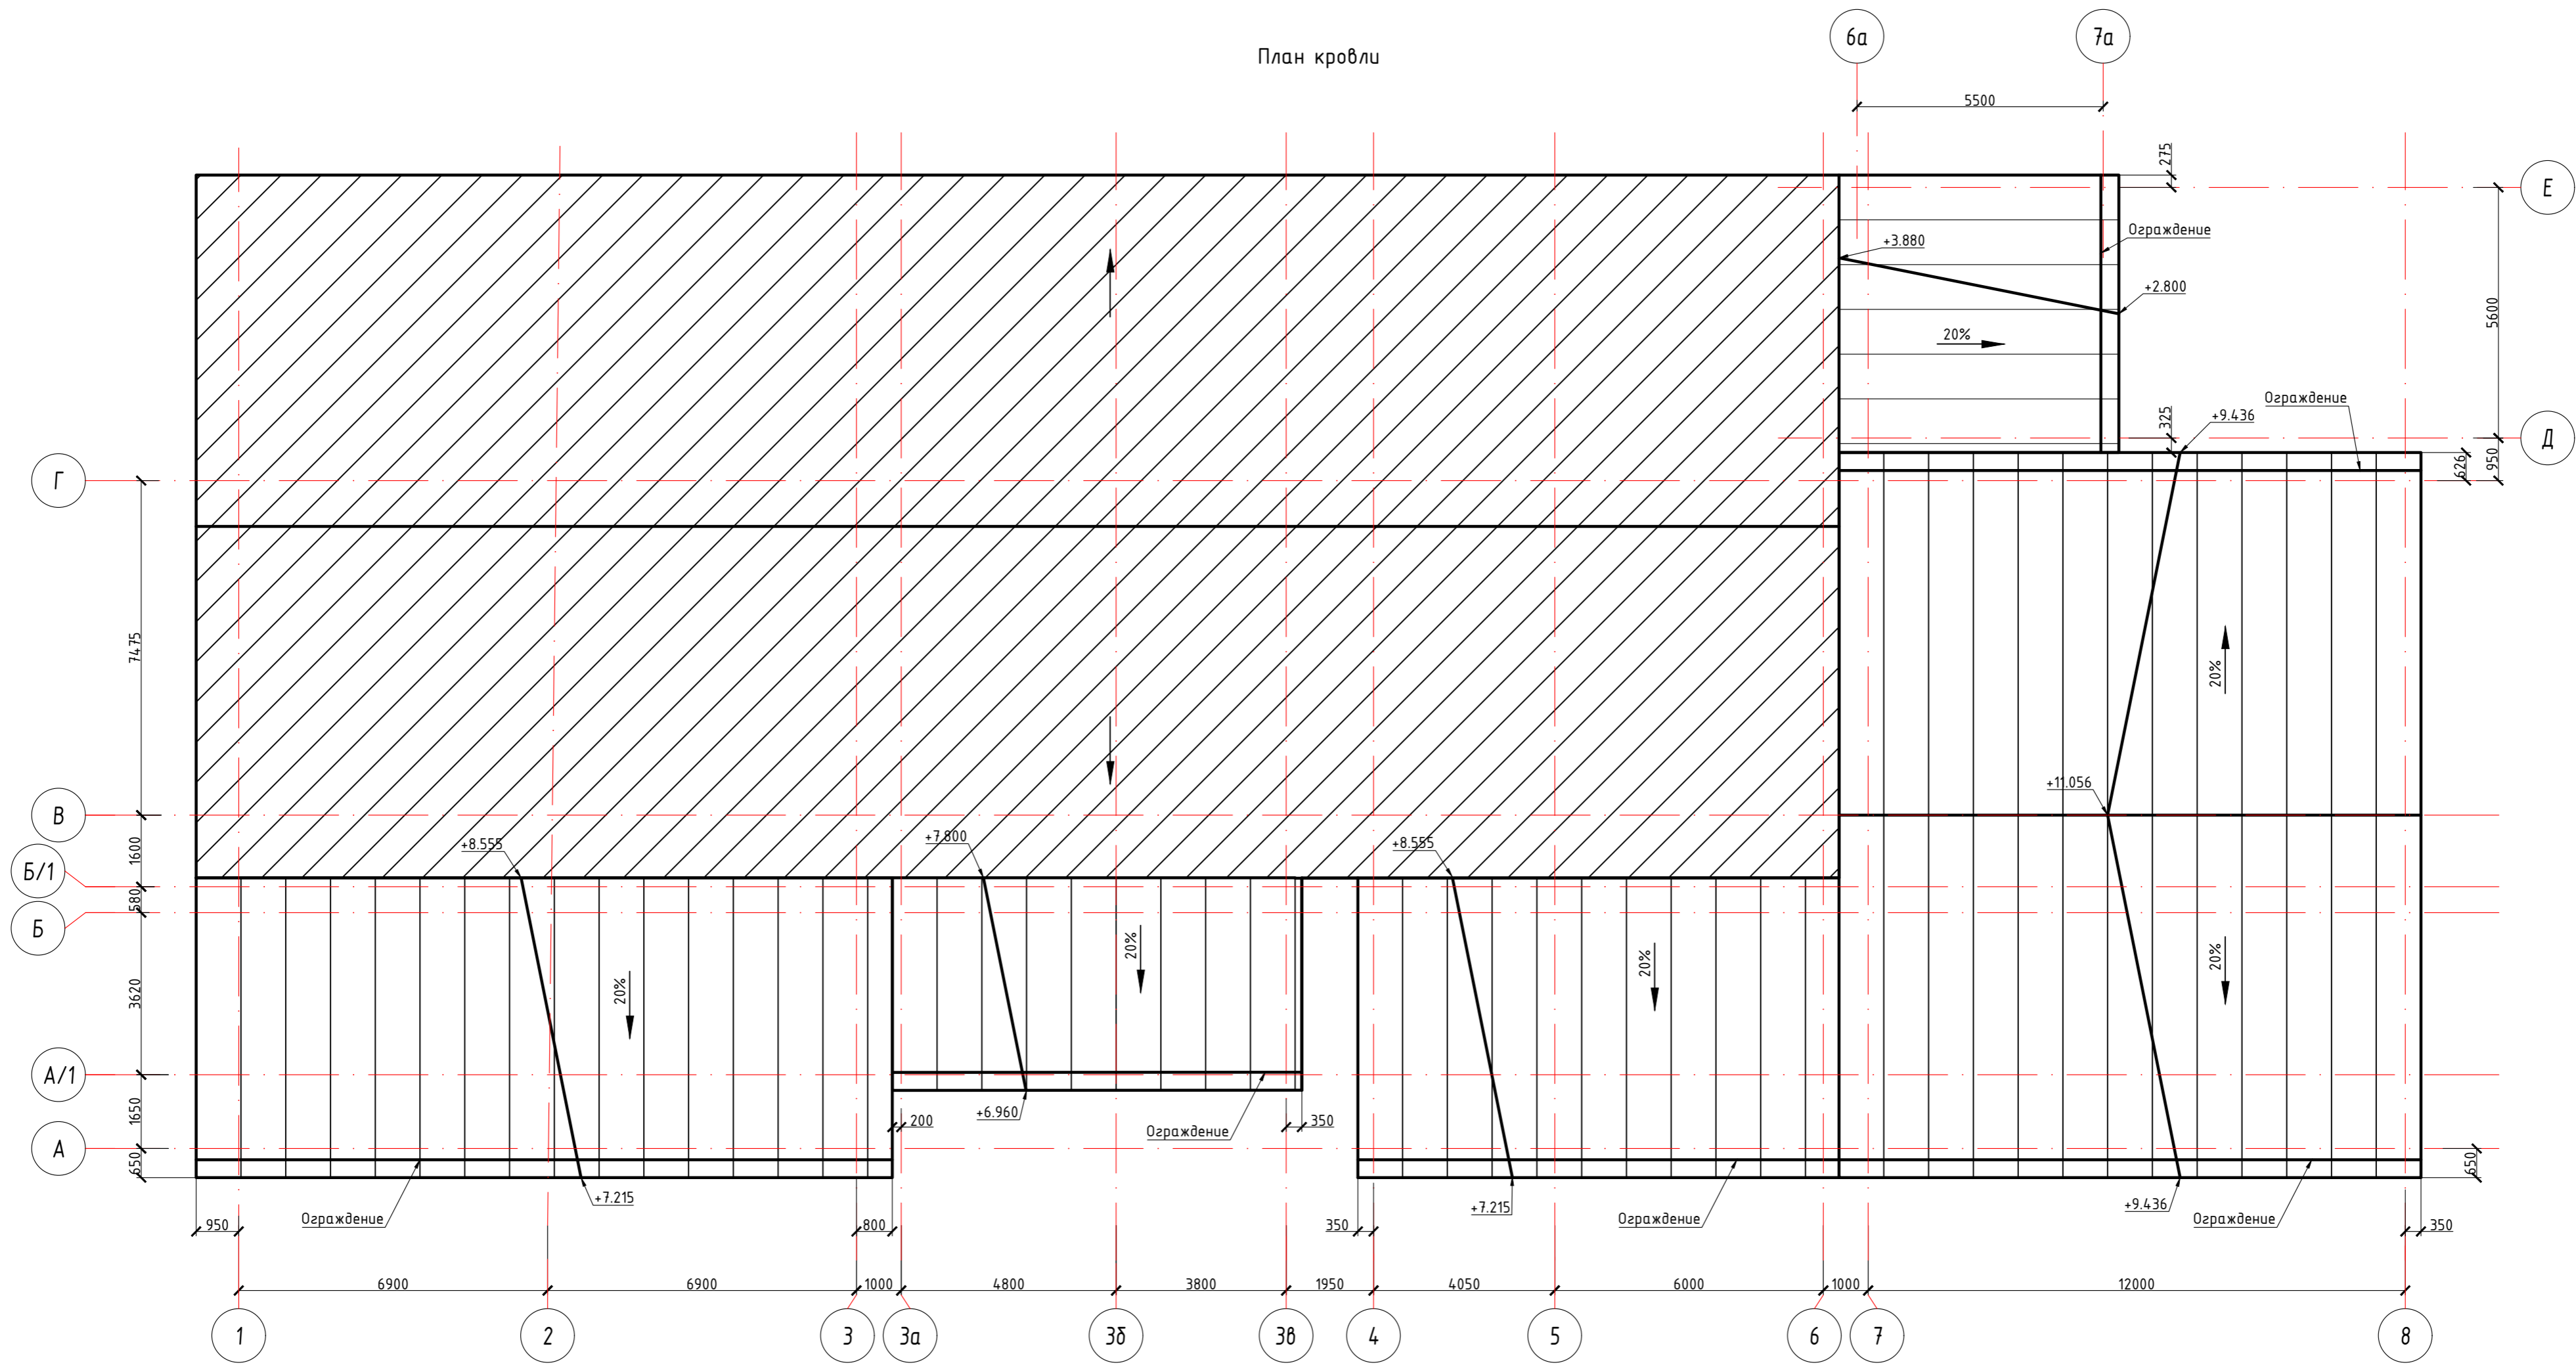 План кровли
6а
7а
5500
275
Е
+3.880
Ограждение
+2.800
5600
20%
Ограждение
325
+9.436
Д
626
950
Г
7475
20%
+11.056
В
1600
+8.555
+7.800
+8.555
Б/1
580
Б
20%
20%
20%
20%
3620
А/1
1650
200
+6.960
Ограждение
350
А
650
650
+7.215
+7.215
+9.436
Ограждение
Ограждение
Ограждение
950
800
350
350
6900
6900
1000
4800
3800
1950
4050
6000
1000
12000
1
2
3
3а
3б
3в
4
5
6
7
8